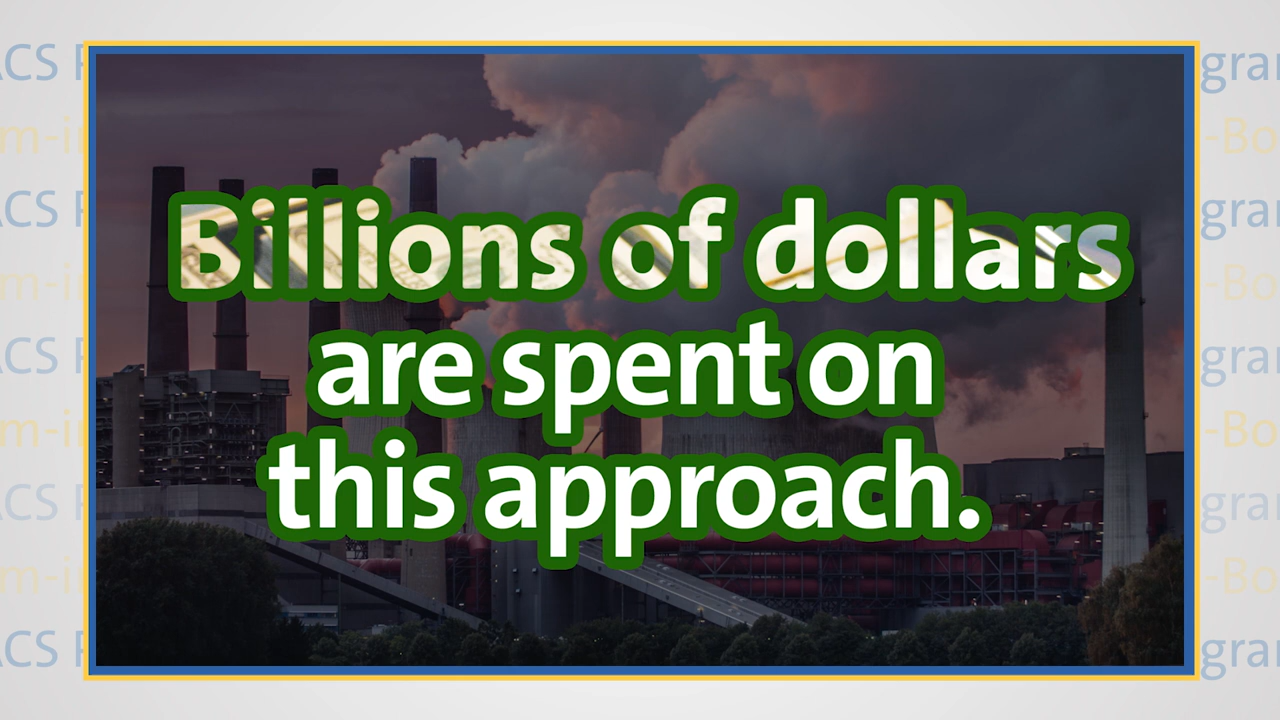 Billions of dollars
are spent on
this approach.